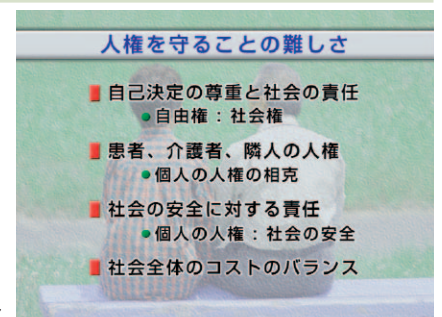 人権を守ることの難しさ
自己決定の尊重と社会の責任
自由権：社会権
患者、介護者、隣人の人権
個人の人権の相克
社会の安全に対する責任
個人の人権：社会の安全
社会全体のコストのバランス